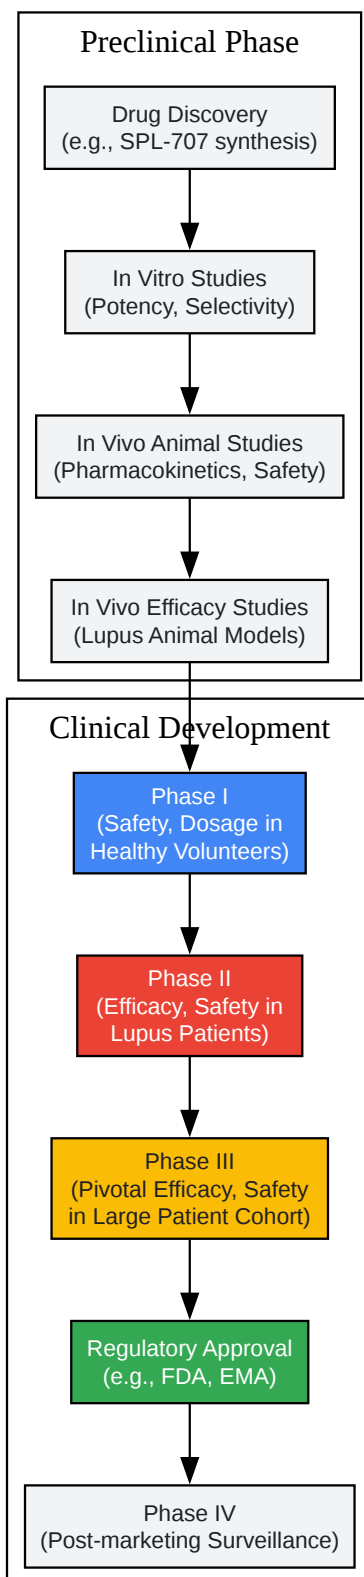 Preclinical Phase
Drug Discovery
(e.g., SPL-707 synthesis)
In Vitro Studies
(Potency, Selectivity)
In Vivo Animal Studies
(Pharmacokinetics, Safety)
In Vivo Efficacy Studies
(Lupus Animal Models)
Clinical Development
Phase I
(Safety, Dosage in
Healthy Volunteers)
Phase II
(Efficacy, Safety in
Lupus Patients)
Phase III
(Pivotal Efficacy, Safety
in Large Patient Cohort)
Regulatory Approval
(e.g., FDA, EMA)
Phase IV
(Post-marketing Surveillance)